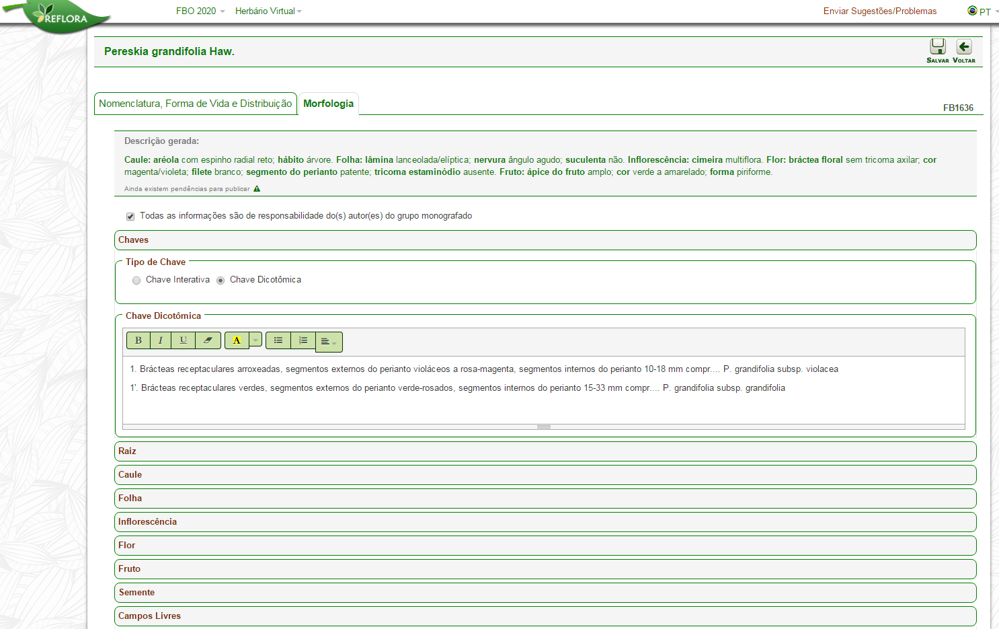 REFLORA
FBO 2020 Herbário Virtual Enviar Sugestões/Problemas PT
Pereskia grandifolia Haw.
SALVAR VOLTAR
Nomenclatura, Forma de Vida e Distribuição Morfologia FB1636
Descrição gerada:
Caule: aréola com espinho radial reto; hábito árvore. Folha: lâmina lanceolada/elíptica; nervura ângulo agudo; suculenta não. Inflorescência: cimeira multiflora. Flor: bráctea floral sem tricoma axilar; cor
magenta/violeta; filete branco; segmento do perianto patente; tricoma estaminódio ausente. Fruto: ápice do fruto amplo; cor verde a amarelado; forma piriforme.
Ainda existem pendências para publicar
Todas as informações são de responsabilidade do(s) autor(es) do grupo monografado
Chaves
Tipo de Chave
Chave Interativa Chave Dicotômica
Chave Dicotômica
B I U A
1. Brácteas receptaculares arroxeadas, segmentos externos do perianto violáceos a rosa-magenta, segmentos internos do perianto 10-18 mm compr.... P. grandifolia subsp. violacea
1'. Brácteas receptaculares verdes, segmentos externos do perianto verde-rosados, segmentos internos do perianto 15-33 mm compr.... P. grandifolia subsp. grandifolia
Raiz
Caule
Folha
Inflorescência
Flor
Fruto
Semente
Campos Livres